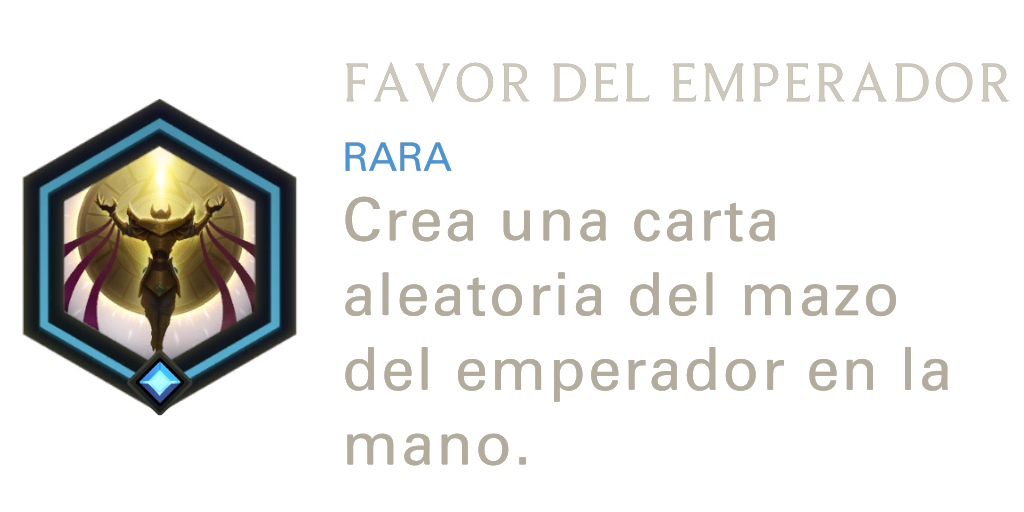 FAVOR DEL EMPERADOR
RARA
Crea una carta
aleatoria del mazo
del emperador en la
mano.